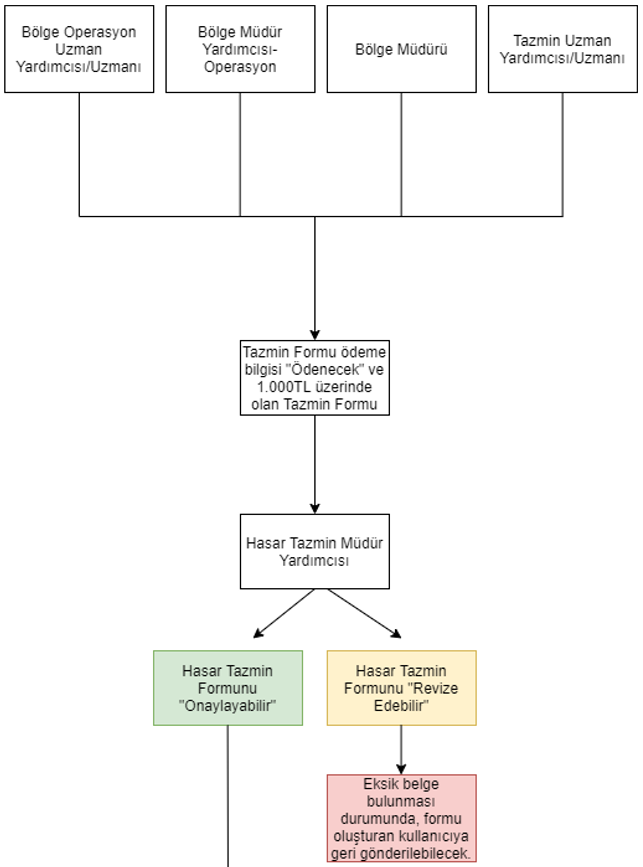 Bölge Operasyon
Uzman
Yardımcısı/Uzmanı
Bölge Müdür
Yardımcısı-
Operasyon
Bölge Müdürü
Tazmin Uzman
Yardımcısı/Uzmanı
Tazmin Formu ödeme
bilgisi "Ödenecek" ve
1.000TL üzerinde
olan Tazmin Formu
Hasar Tazmin Müdür
Yardımcısı
Hasar Tazmin
Formunu
"Onaylayabilir"
Hasar Tazmin
Formunu "Revize
Edebilir"
Eksik belge
bulunması
durumunda, formu
oluşturan kullanıcıya
geri gönderilebilecek.